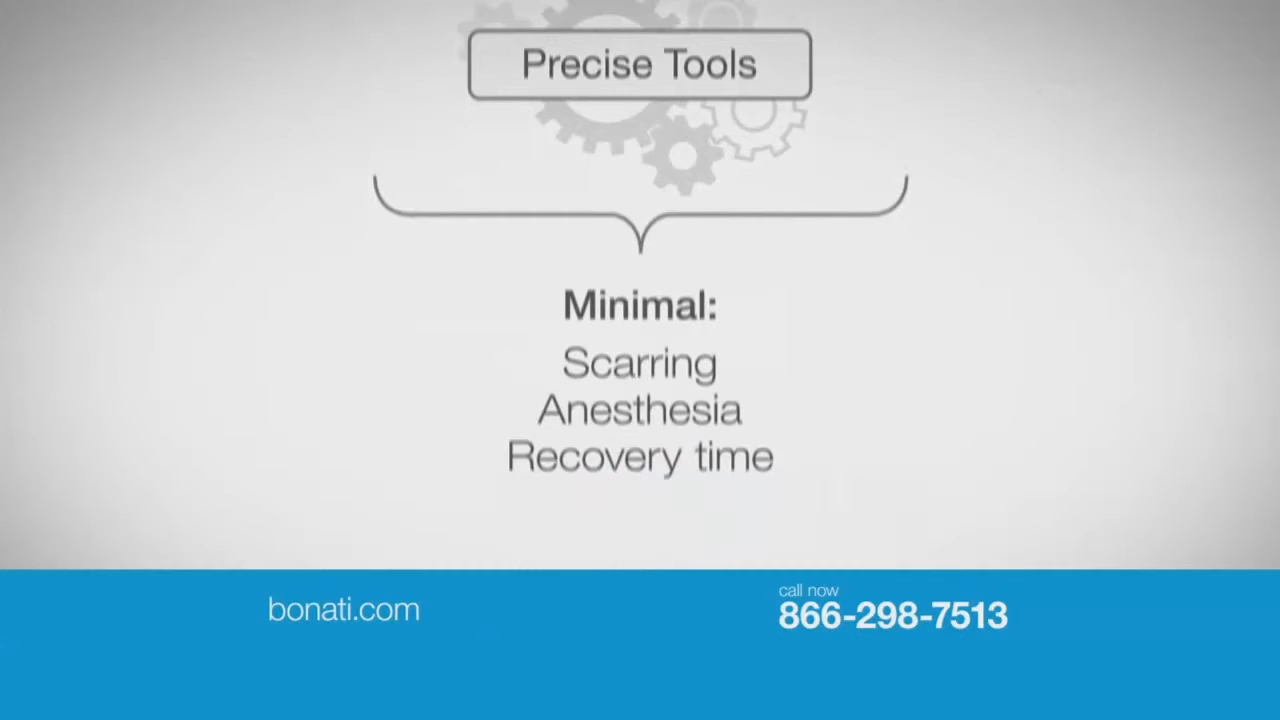 Precise Tools
Minimal:
Scarring
Anesthesia
Recovery time
bonati.com
call now
866-298-7513